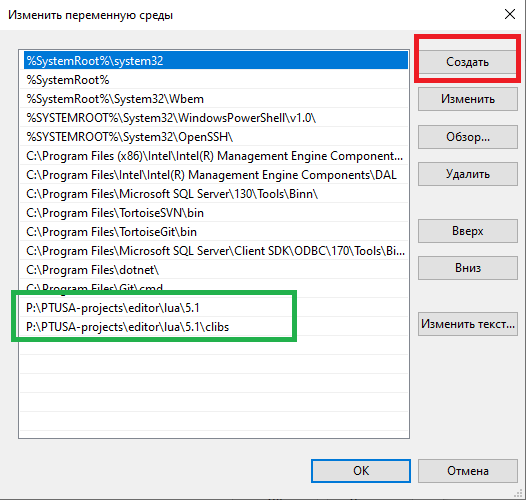 Изменить переменную среды
%SystemRoot%\system32
%SystemRoot%
%SystemRoot%\System32\Wbem
%SYSTEMROOT%\System32\WindowsPowerShell\v1.0\
%SYSTEMROOT%\System32\OpenSSH\
C:\Program Files (x86)\Intel\Intel(R) Management Engine Component...
C:\Program Files\Intel\Intel(R) Management Engine Components\DAL
C:\Program Files\Microsoft SQL Server\130\Tools\Binn\
C:\Program Files\TortoiseSVN\bin
C:\Program Files\TortoiseGit\bin
C:\Program Files\Microsoft SQL Server\Client SDK\ODBC\170\Tools\Bi...
C:\Program Files\dotnet\
C:\Program Files\Git\cmd
P:\PTUSA-projects\editor\lua\5.1
P:\PTUSA-projects\editor\lua\5.1\clibs
Создать
Изменить
Обзор...
Удалить
Вверх
Вниз
Изменить текст...
ОК
Отмена